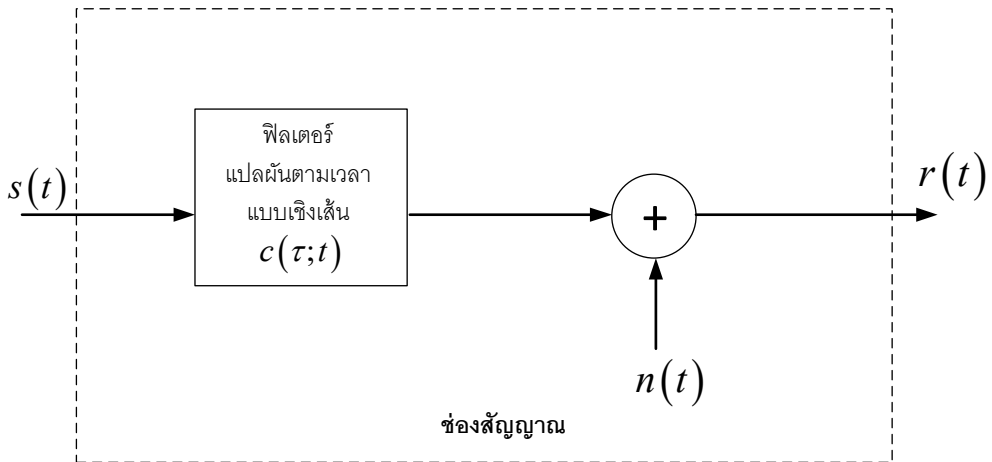 ฟิลเตอร์
แปลผันตามเวลา
แบบเชิงเส้น
c(τ;t)
s(t)
r(t)
+
n(t)
ช่องสัญญาณ